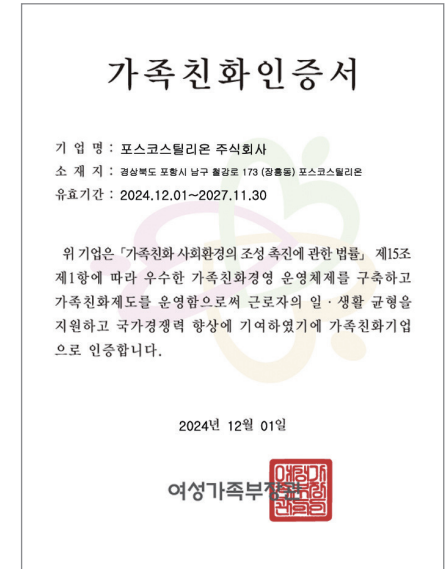 가족친화인증서
기 업 명 : 포스코스틸리온 주식회사
소 재 지 : 경상북도 포항시 남구 철강로 173 (장흥동) 포스코스틸리온
유효기간 : 2024.12.01~2027.11.30
위 기업은 「가족친화 사회환경의 조성 촉진에 관한 법률」 제15조
제1항에 따라 우수한 가족친화경영 운영체제를 구축하고
가족친화제도를 운영함으로써 근로자의 일 · 생활 균형을
지원하고 국가경쟁력 향상에 기여하였기에 가족친화기업
으로 인증합니다.
2024년 12월 01일
여성가족부장관